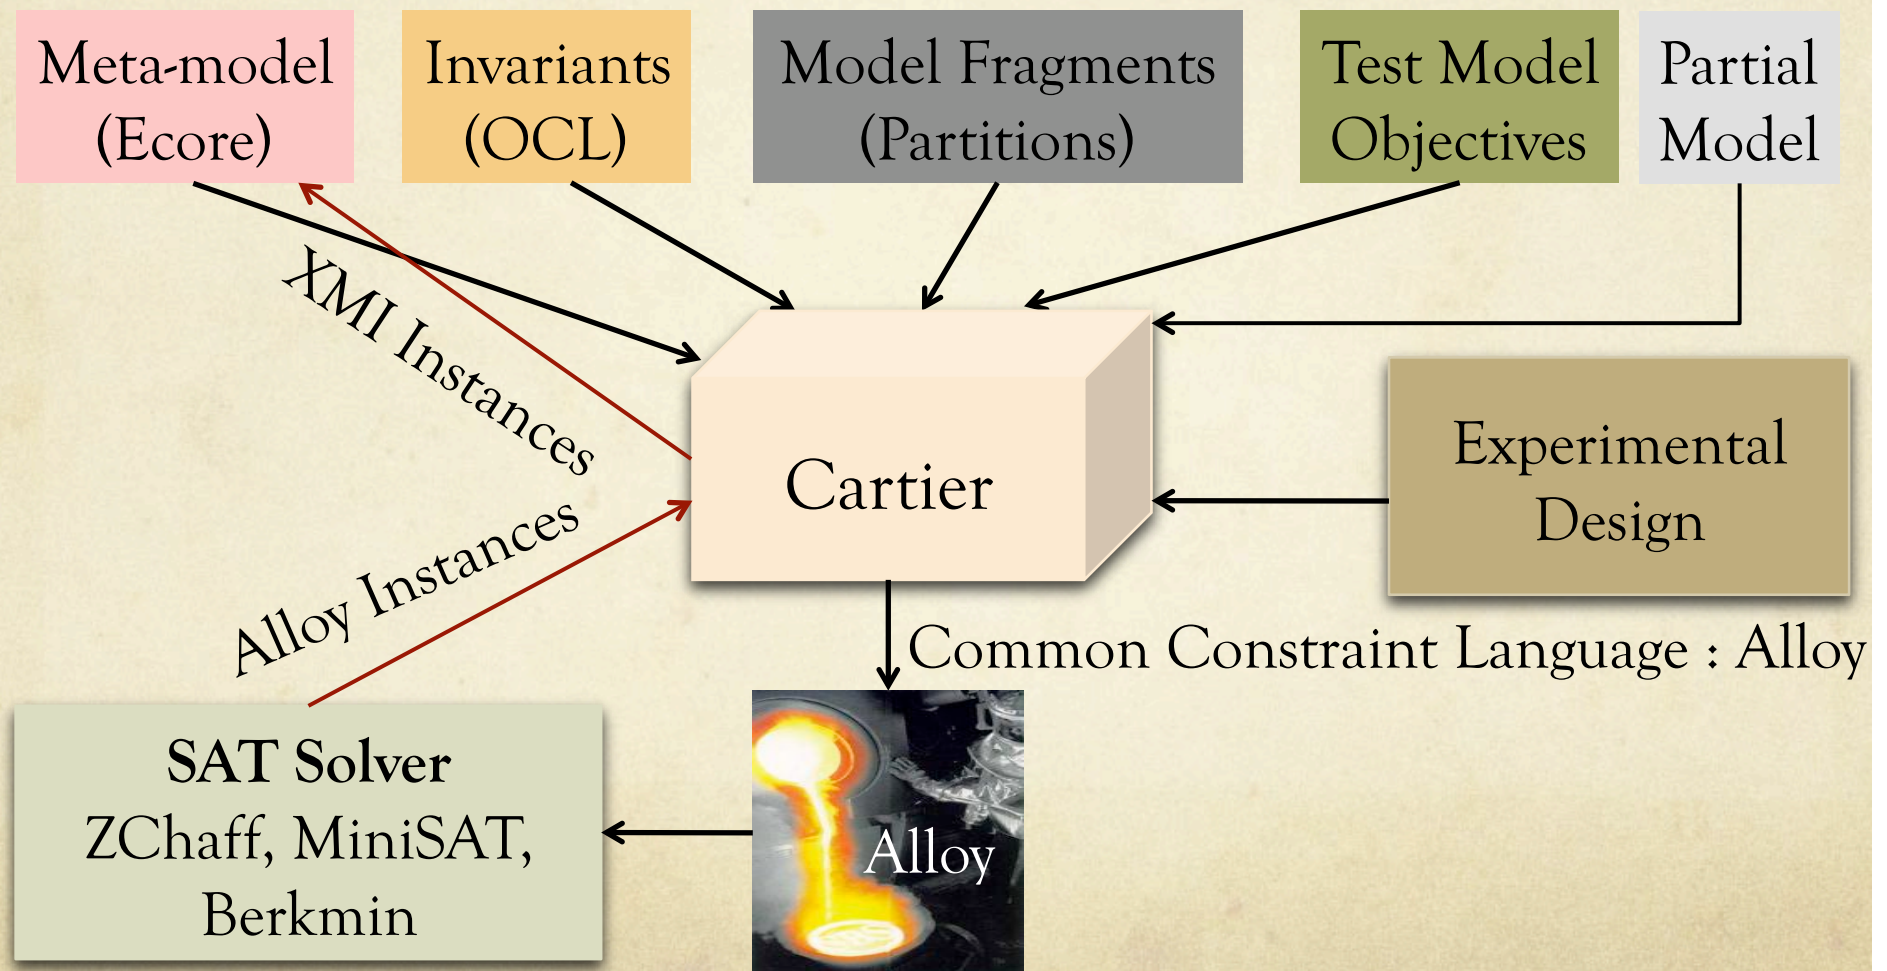 Meta-model
(Ecore)
Invariants
(OCL)
Model Fragments
(Partitions)
Test Model
Objectives
Partial
Model
XMI Instances
Cartier
Experimental
Design
Alloy Instances
Common Constraint Language : Alloy
SAT Solver
ZChaff, MiniSAT,
Berkmin
Alloy